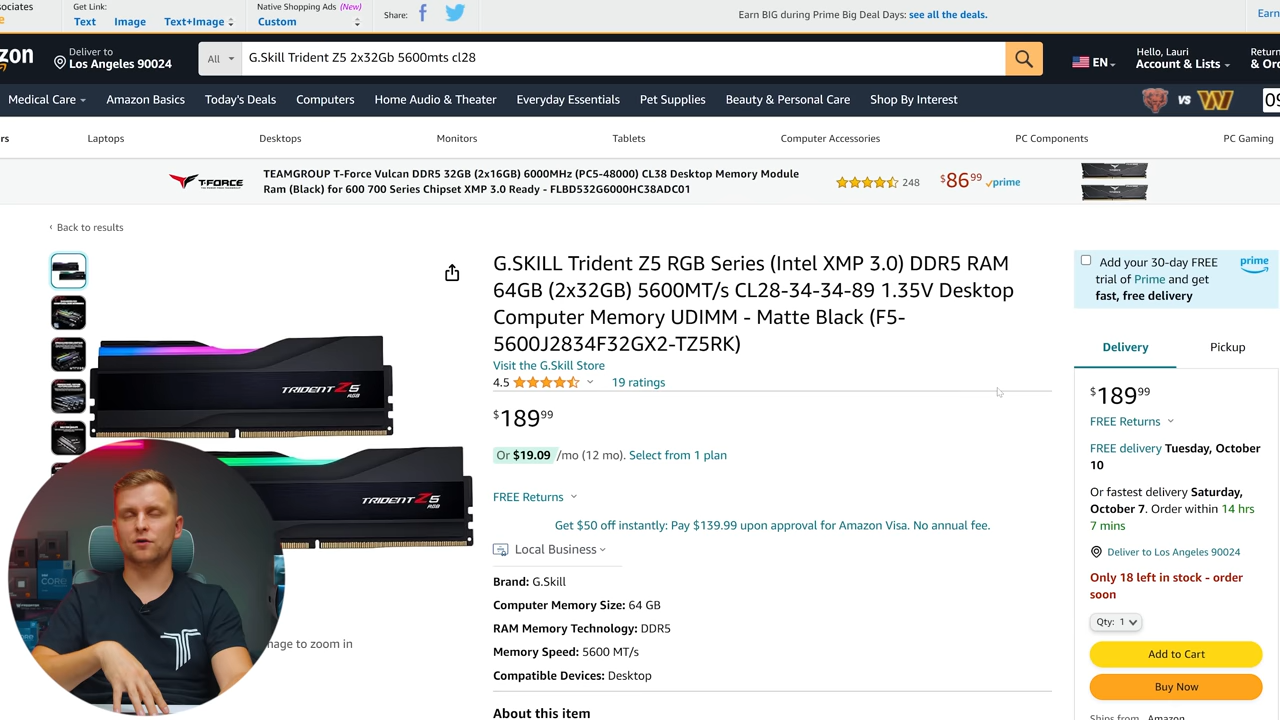 sociates
Get Link:
Native Shopping Ads (New)
Text Image Text+Image
Custom
Share:
Earn BIG during Prime Big Deal Days: see all the deals.
Earn
zon
Deliver to
Los Angeles 90024
All
G.Skill Trident Z5 2x32Gb 5600mts cl28
EN
Hello, Lauri
Account & Lists
Return
& Or
Medical Care
Amazon Basics
Today's Deals
Computers
Home Audio & Theater
Everyday Essentials
Pet Supplies
Beauty & Personal Care
Shop By Interest
VS
rs
Laptops
Desktops
Monitors
Tablets
Computer Accessories
PC Components
PC Gaming
T-FORCE
TEAMGROUP T-Force Vulcan DDR5 32GB (2x16GB) 6000MHz (PC5-48000) CL38 Desktop Memory Module
Ram (Black) for 600 700 Series Chipset XMP 3.0 Ready - FLBD532G6000HC38ADC01
248
$86 99 prime
‹ Back to results
G.SKILL Trident Z5 RGB Series (Intel XMP 3.0) DDR5 RAM
64GB (2x32GB) 5600MT/s CL28-34-34-89 1.35V Desktop
Computer Memory UDIMM - Matte Black (F5-
5600J2834F32GX2-TZ5RK)
Visit the G.Skill Store
4.5
19 ratings
$189 99
Or $19.09 /mo (12 mo). Select from 1 plan
FREE Returns
Get $50 off instantly: Pay $139.99 upon approval for Amazon Visa. No annual fee.
Local Business
Brand: G.Skill
Computer Memory Size: 64 GB
RAM Memory Technology: DDR5
Memory Speed: 5600 MT/s
Compatible Devices: Desktop
About this item
TRIDENT Z5
RGB
TRIDENT Z5
RGB
CORE
mage to zoom in
Add your 30-day FREE
trial of Prime and get
fast, free delivery
prime
Delivery
Pickup
$189 99
FREE Returns
FREE delivery Tuesday, October
10
Or fastest delivery Saturday,
October 7. Order within 14 hrs
7 mins
Deliver to Los Angeles 90024
Only 18 left in stock - order
soon
Qty: 1
Add to Cart
Buy Now
Ships from Amazon